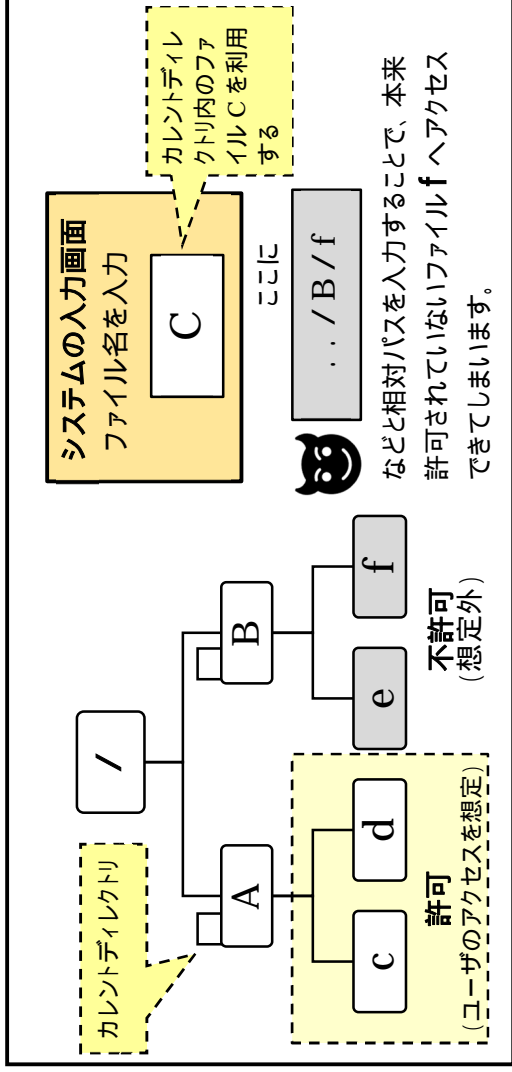 カレントディレクトリ
/
A
B
c
d
e
f
許可
(ユーザのアクセスを想定)
不許可
(想定外)
システムの入力画面
ファイル名を入力
C
カレントディレ
クトリ内のファ
イル C を利用
する
ここに
../B/f
などと相対パスを入力することで、本来
許可されていないファイル f へアクセス
できてしまいます。